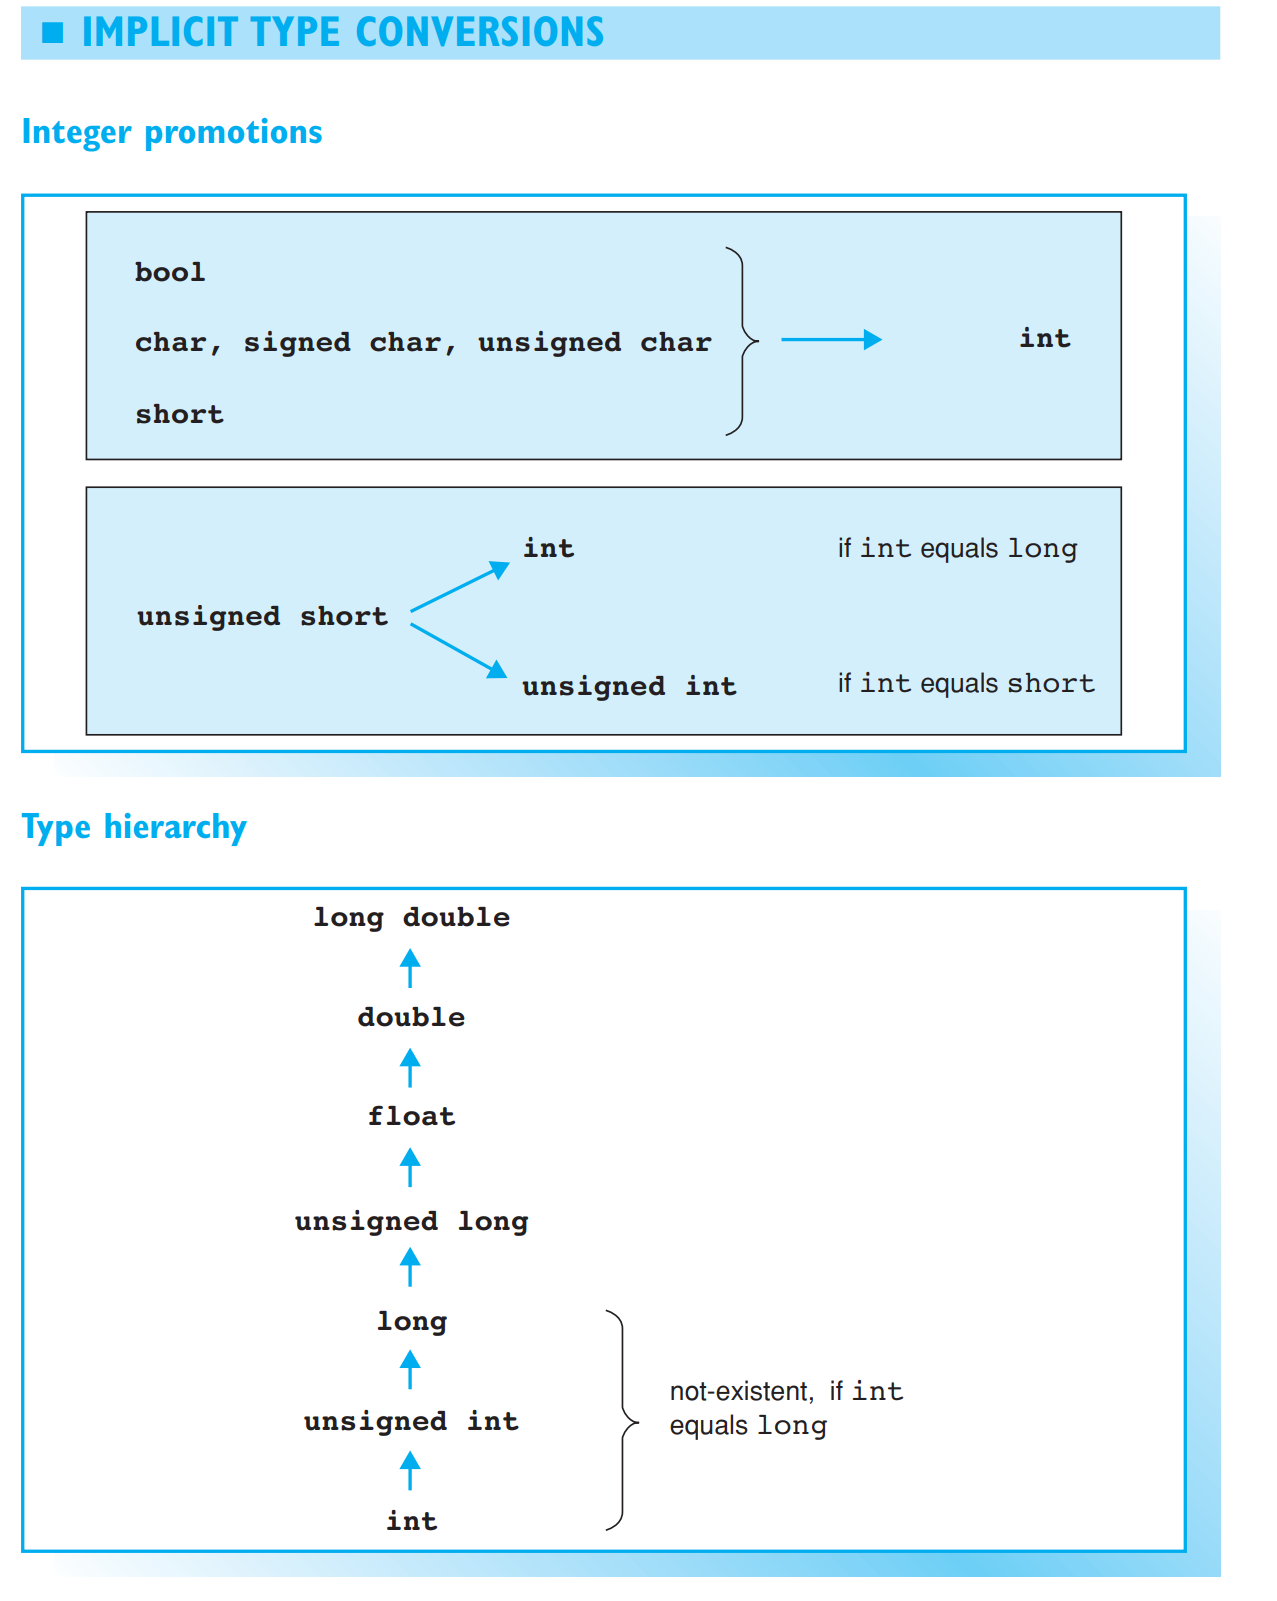 IMPLICIT TYPE CONVERSIONS
Integer promotions
bool
char, signed char, unsigned char
int
short
int
if int equals long
unsigned short
unsigned int
if int equals short
Type hierarchy
long double
double
float
unsigned long
long
not-existent, if int
equals long
unsigned int
int